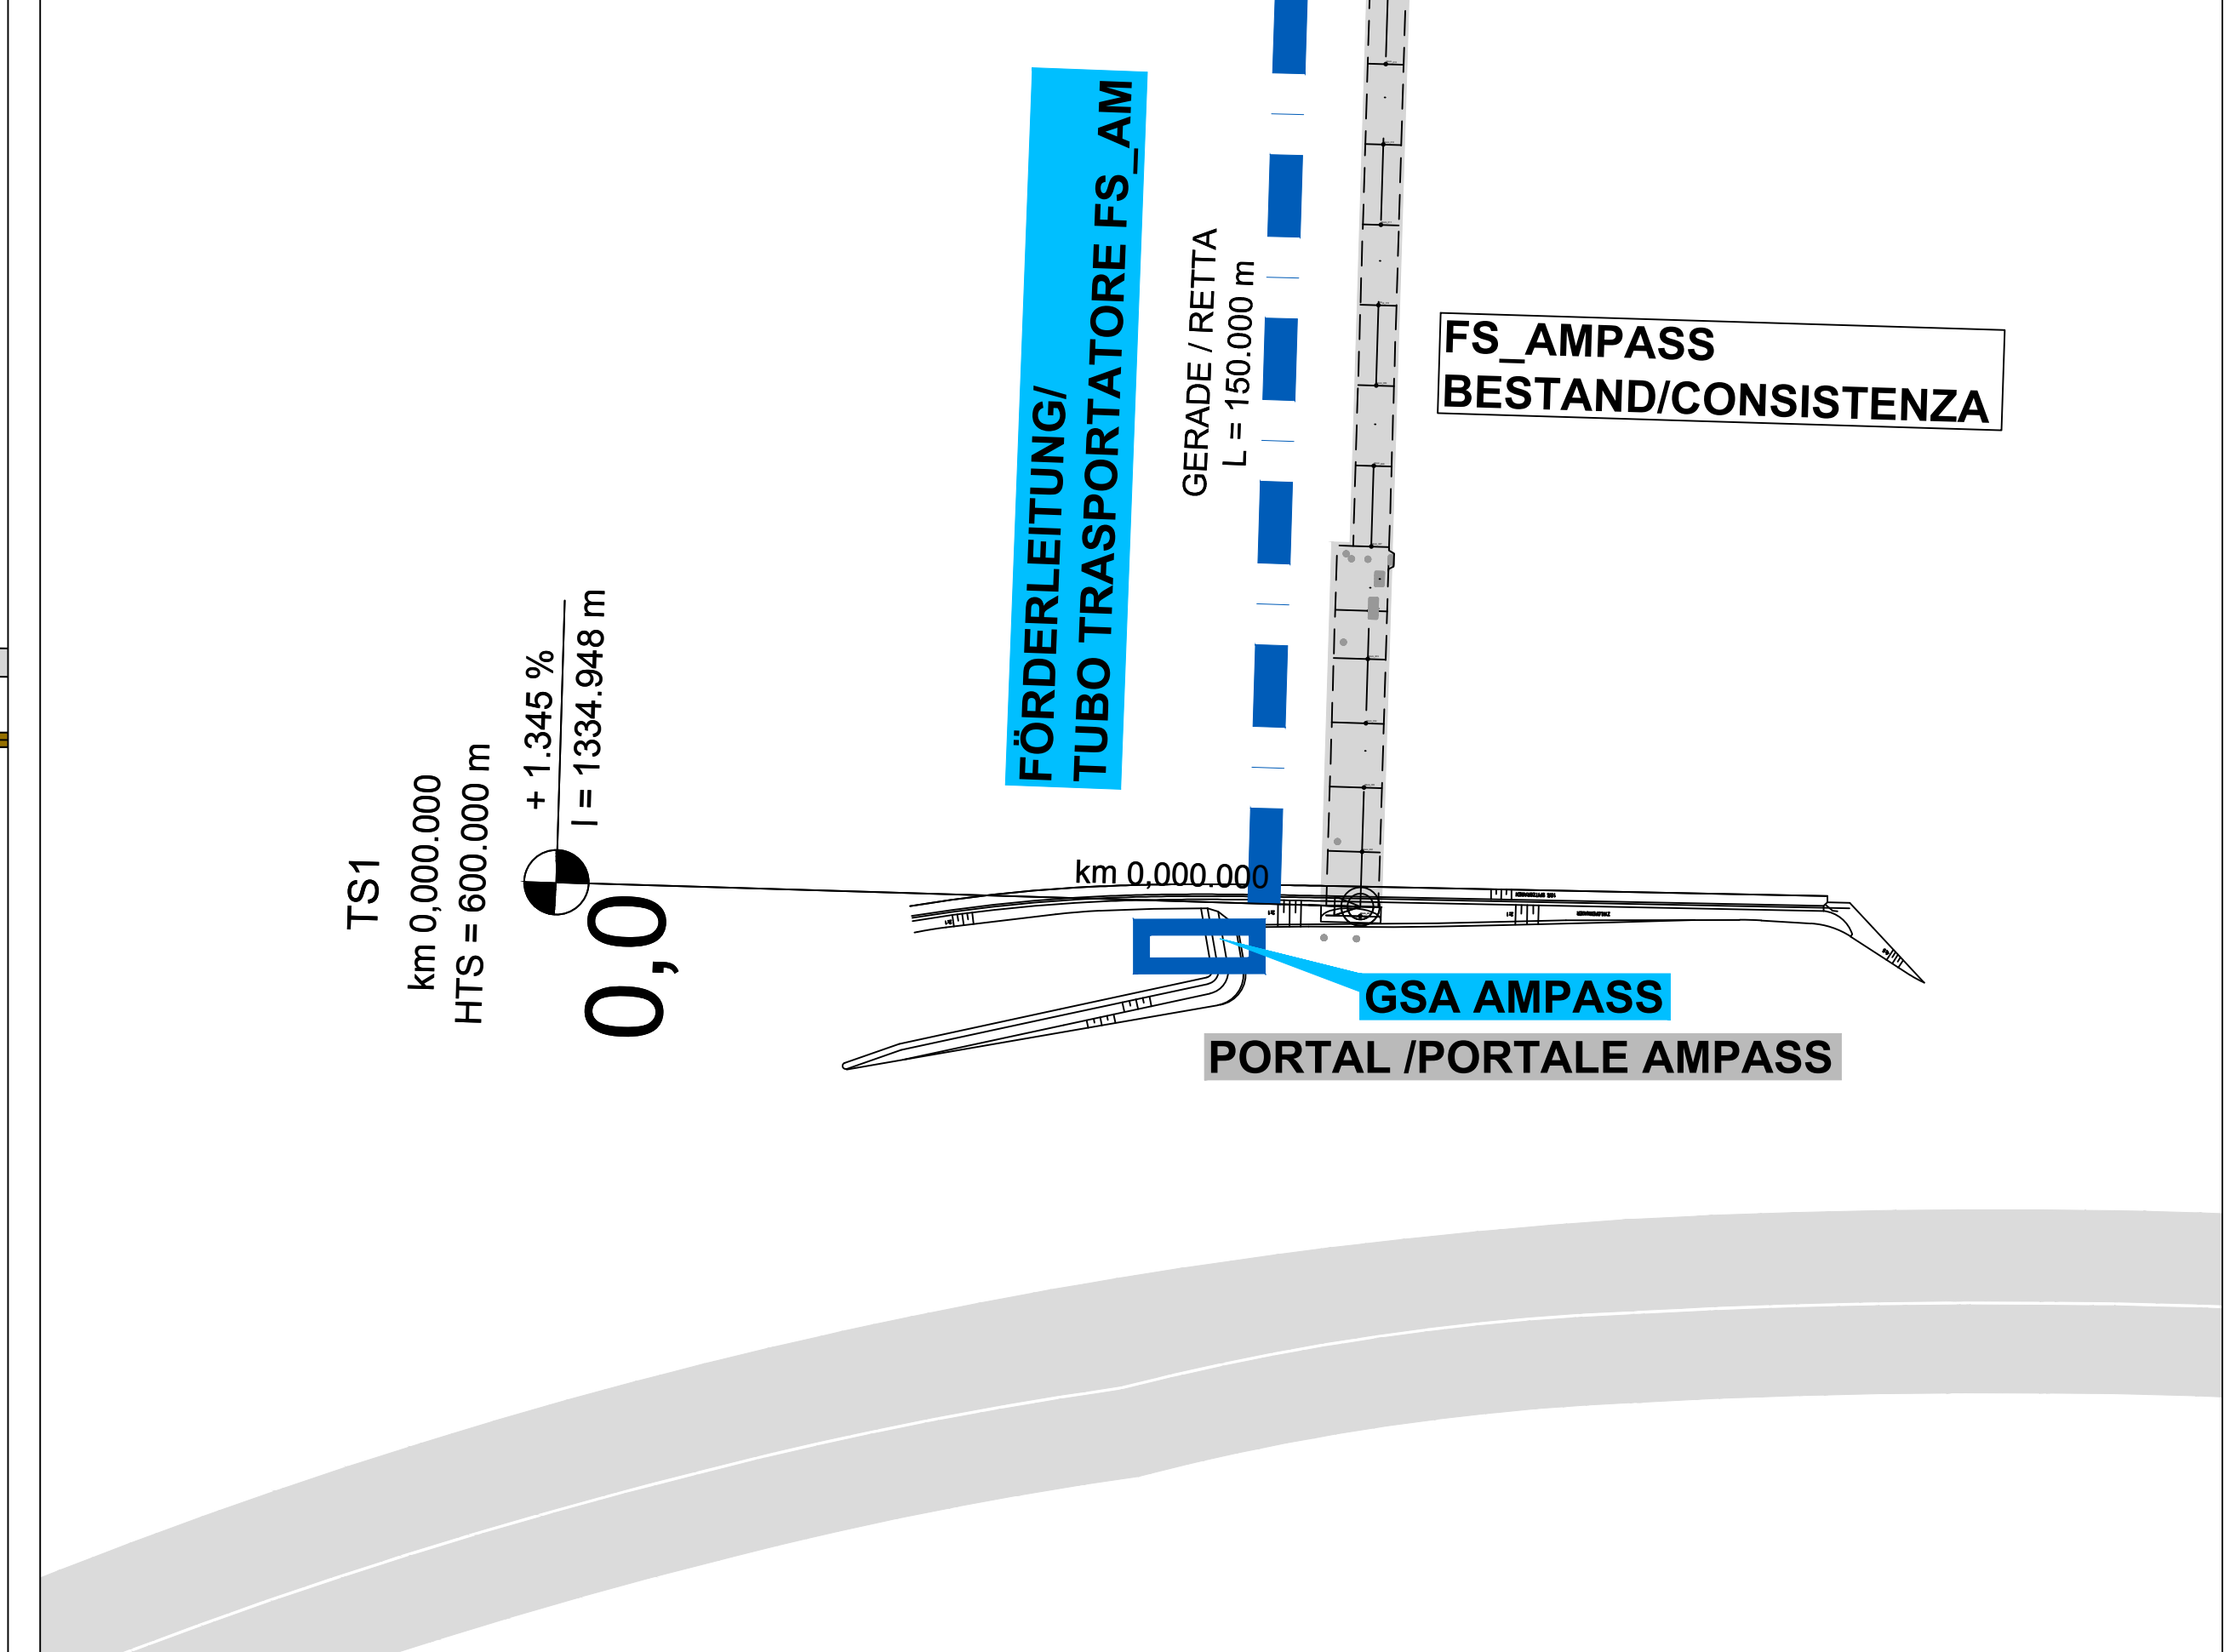 FÖRDERLEITUNG/
TUBO TRASPORTATORE FS_AM
GERADE / RETTA
L = 150.000 m
FS_AMPASS
BESTAND/CONSISTENZA
TS1
km 0,000.000
HTS = 600.000 m
+ 1.345 %
l = 1334.948 m
0,0
km 0,000.000
GSA AMPASS
PORTAL /PORTALE AMPASS